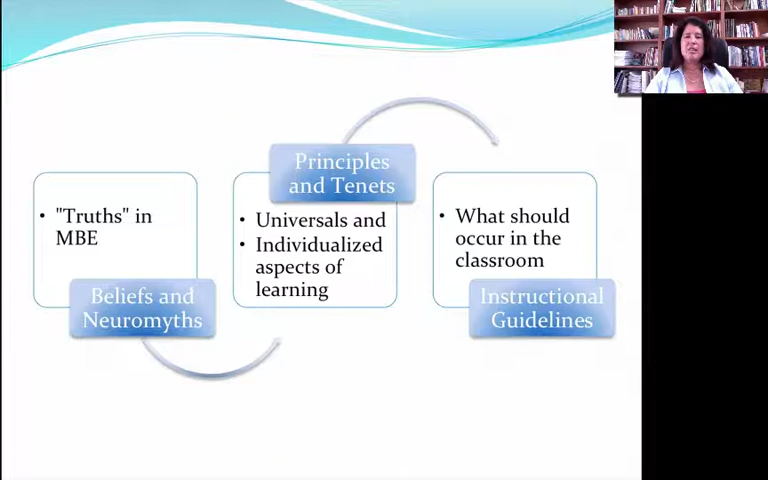 • "Truths" in
MBE
Beliefs and
Neuromyths
Principles
and Tenets
• Universals and
• Individualized
aspects of
learning
• What should
occur in the
classroom
Instructional
Guidelines